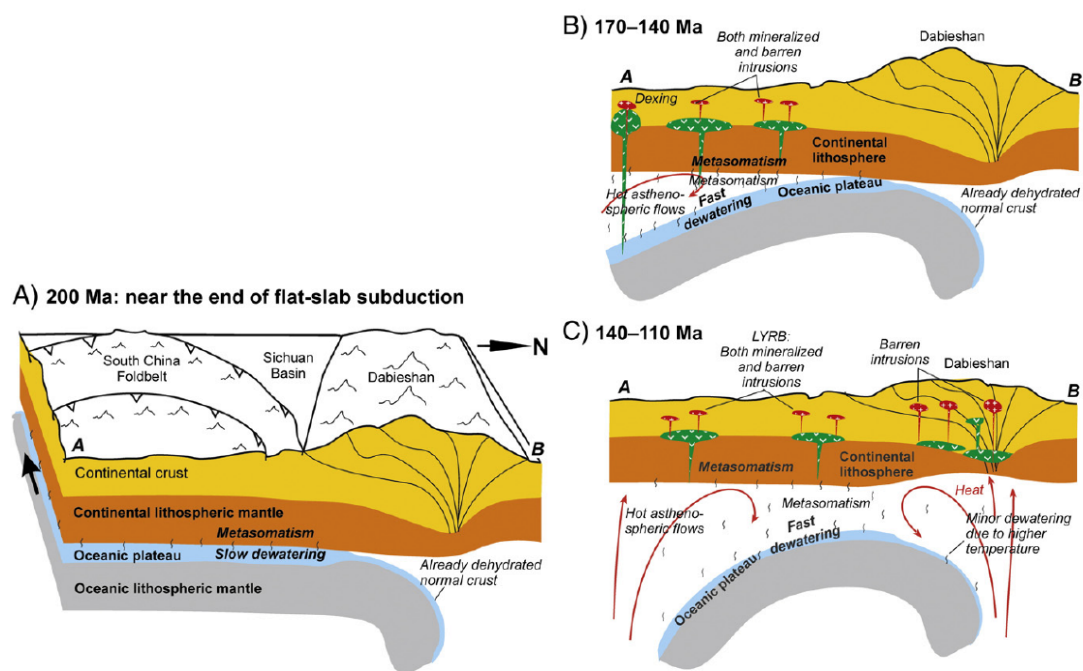 A) 200 Ma: near the end of flat-slab subduction
N
South China
Foldbelt
Sichuan
Basin
Dabieshan
A
B
Continental crust
Continental lithospheric mantle
Metasomatism
Oceanic plateau
Slow dewatering
Already dehydrated
normal crust
Oceanic lithospheric mantle
B) 170–140 Ma
Both mineralized
and barren
intrusions
Dabieshan
A
B
Dexing
Continental
lithosphere
Metasomatism
Metasomatism
Hot astheno-
spheric flows
Fast
dewatering
Oceanic plateau
Already dehydrated
normal crust
C) 140–110 Ma
LYRB:
Both mineralized
and barren
intrusions
Barren
intrusions
Dabieshan
A
B
Metasomatism
Continental
lithosphere
Metasomatism
Heat
Hot astheno-
spheric flows
Fast
dewatering
Oceanic plateau
Minor dewatering
due to higher
temperature